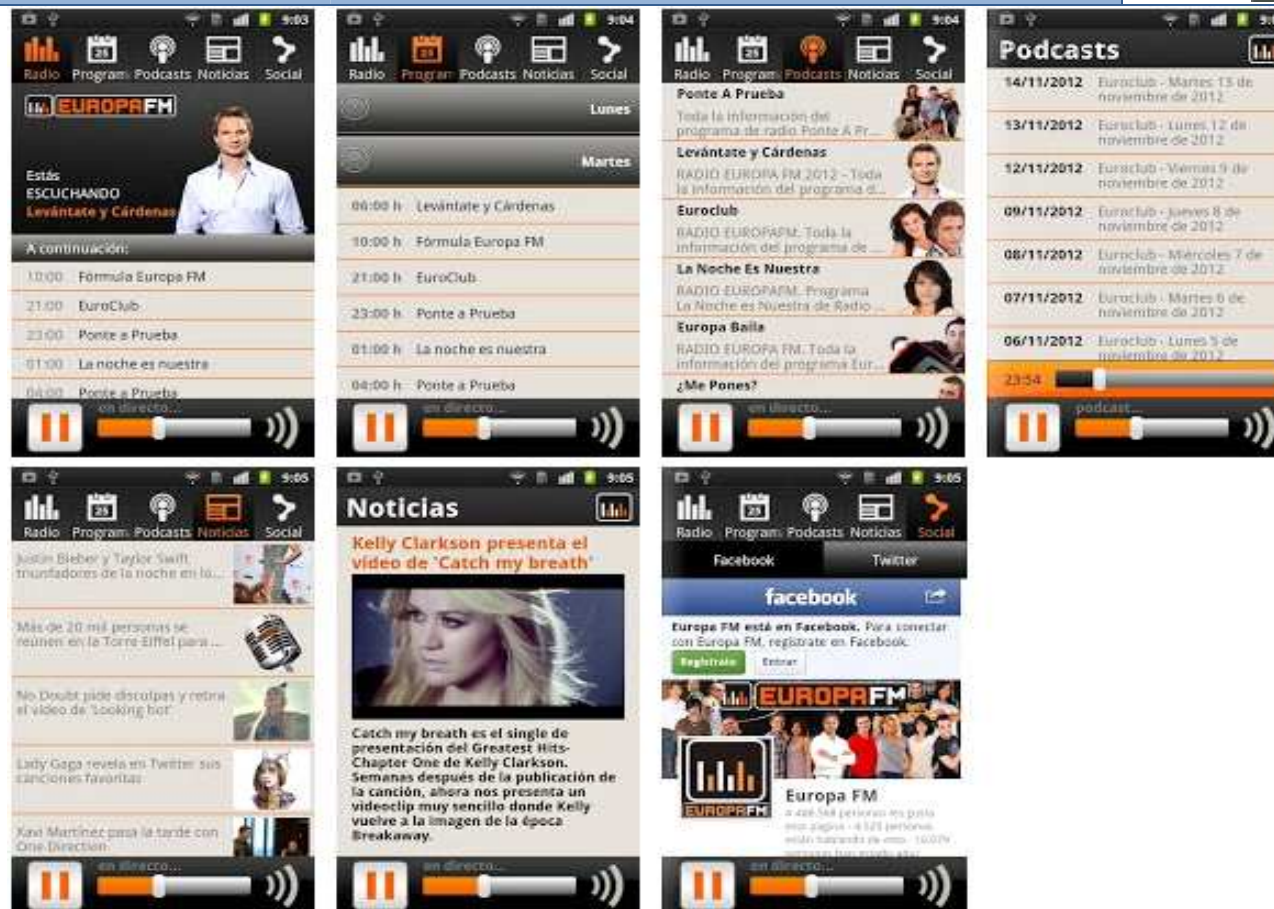 9:03
Radio Program Podcasts Noticias Social
EUROPA FM
Estás
ESCUCHANDO
Levántate y Cárdenas
A continuación:
10:00 Fórmula Europa FM
21:00 EuroClub
23:00 Ponte a Prueba
01:00 La noche es nuestra
04:00 Ponte a Prueba
en directo...
9:04
Radio Program Podcasts Noticias Social
Lunes
Martes
06:00 h Levántate y Cárdenas
10:00 h Fórmula Europa FM
21:00 h EuroClub
23:00 h Ponte a Prueba
01:00 h La noche es nuestra
04:00 h Ponte a Prueba
en directo...
9:04
Radio Program Podcasts Noticias Social
Ponte A Prueba
Toda la información del
programa de radio Ponte A Pr...
Levántate y Cárdenas
RADIO EUROPA FM 2012 - Toda
la información del programa d...
Euroclub
RADIO EUROPAFM. Toda la
información del programa de ...
La Noche Es Nuestra
RADIO EUROPAFM. Programa
La Noche es Nuestra de Radio ...
Europa Baila
RADIO EUROPA FM. Toda la
información del programa Eur...
¿Me Pones?
en directo...
Podcasts
14/11/2012 Euroclub - Martes 13 de
noviembre de 2012
13/11/2012 Euroclub - Lunes 12 de
noviembre de 2012
12/11/2012 Euroclub - Viernes 9 de
noviembre de 2012
09/11/2012 Euroclub - Jueves 8 de
noviembre de 2012
08/11/2012 Euroclub - Miércoles 7 de
noviembre de 2012
07/11/2012 Euroclub - Martes 6 de
noviembre de 2012
06/11/2012 Euroclub - Lunes 5 de
noviembre de 2012
23:54
podcast...
9:05
Radio Program Podcasts Noticias Social
Justin Bieber y Taylor Swift,
triunfadores de la noche en lo...
Más de 20 mil personas se
reúnen en la Torre Eiffel para ...
No Doubt pide disculpas y retira
el vídeo de 'Looking hot'
Lady Gaga revela en Twitter sus
canciones favoritas
Xavi Martínez pasa la tarde con
One Direction
en directo...
9:05
Noticias
Kelly Clarkson presenta el
vídeo de 'Catch my breath'
Catch my breath es el single de
presentación del Greatest Hits-
Chapter One de Kelly Clarkson.
Semanas después de la publicación de
la canción, ahora nos presenta un
videoclip muy sencillo donde Kelly
vuelve a la imagen de la época
Breakaway.
en directo...
9:05
Radio Program Podcasts Noticias Social
Facebook Twitter
facebook
Europa FM está en Facebook. Para conectar
con Europa FM, regístrate en Facebook.
Regístrate Entrar
EUROPA FM
EUROPA FM
Europa FM
personas les gusta
esta página - 4.525 personas
están hablando de esto
personas han estado aquí
en directo...